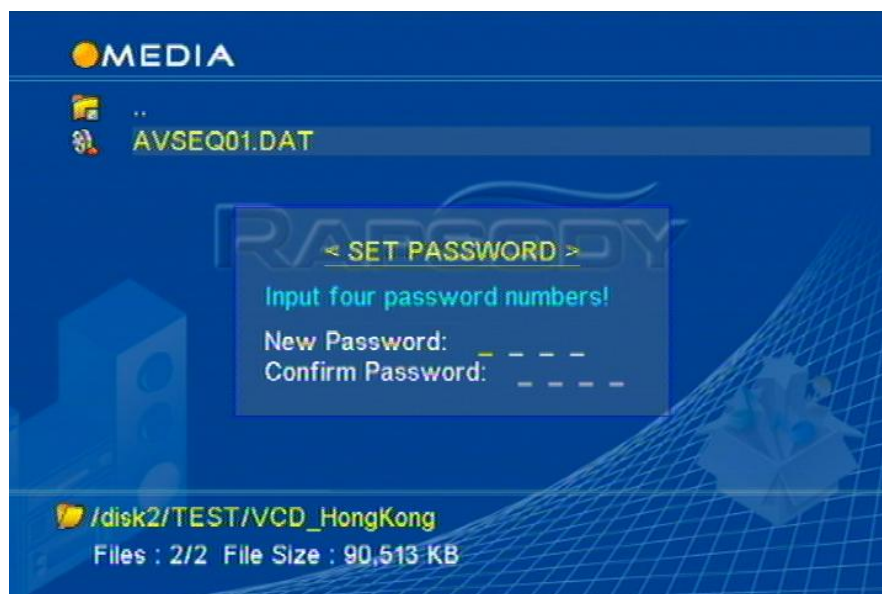 MEDIA
..
AVSEQ01.DAT
RAPSODY
< SET PASSWORD >
Input four password numbers!
New Password: _ _ _ _
Confirm Password: _ _ _ _
/disk2/TEST/VCD_HongKong
Files : 2/2 File Size : 90,513 KB